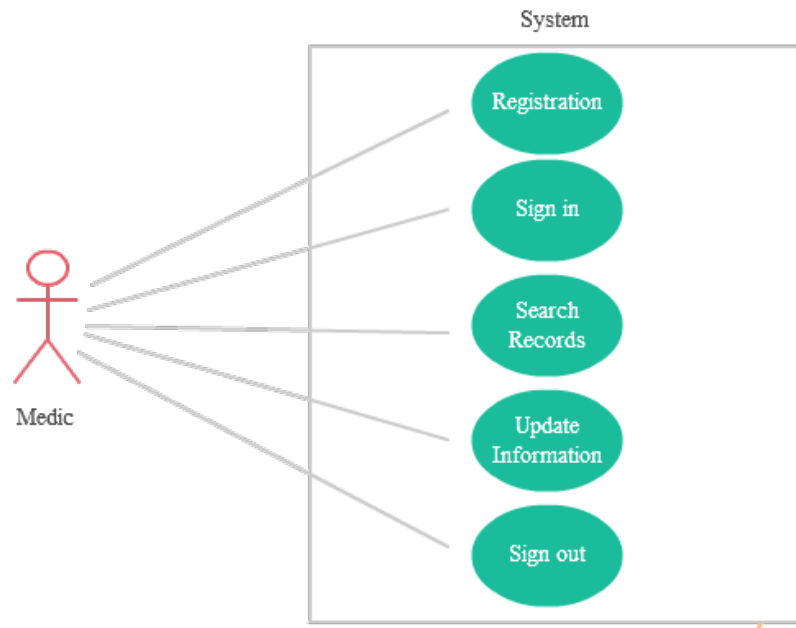 System
Registration
Sign in
Search
Records
Update
Information
Sign out
Medic